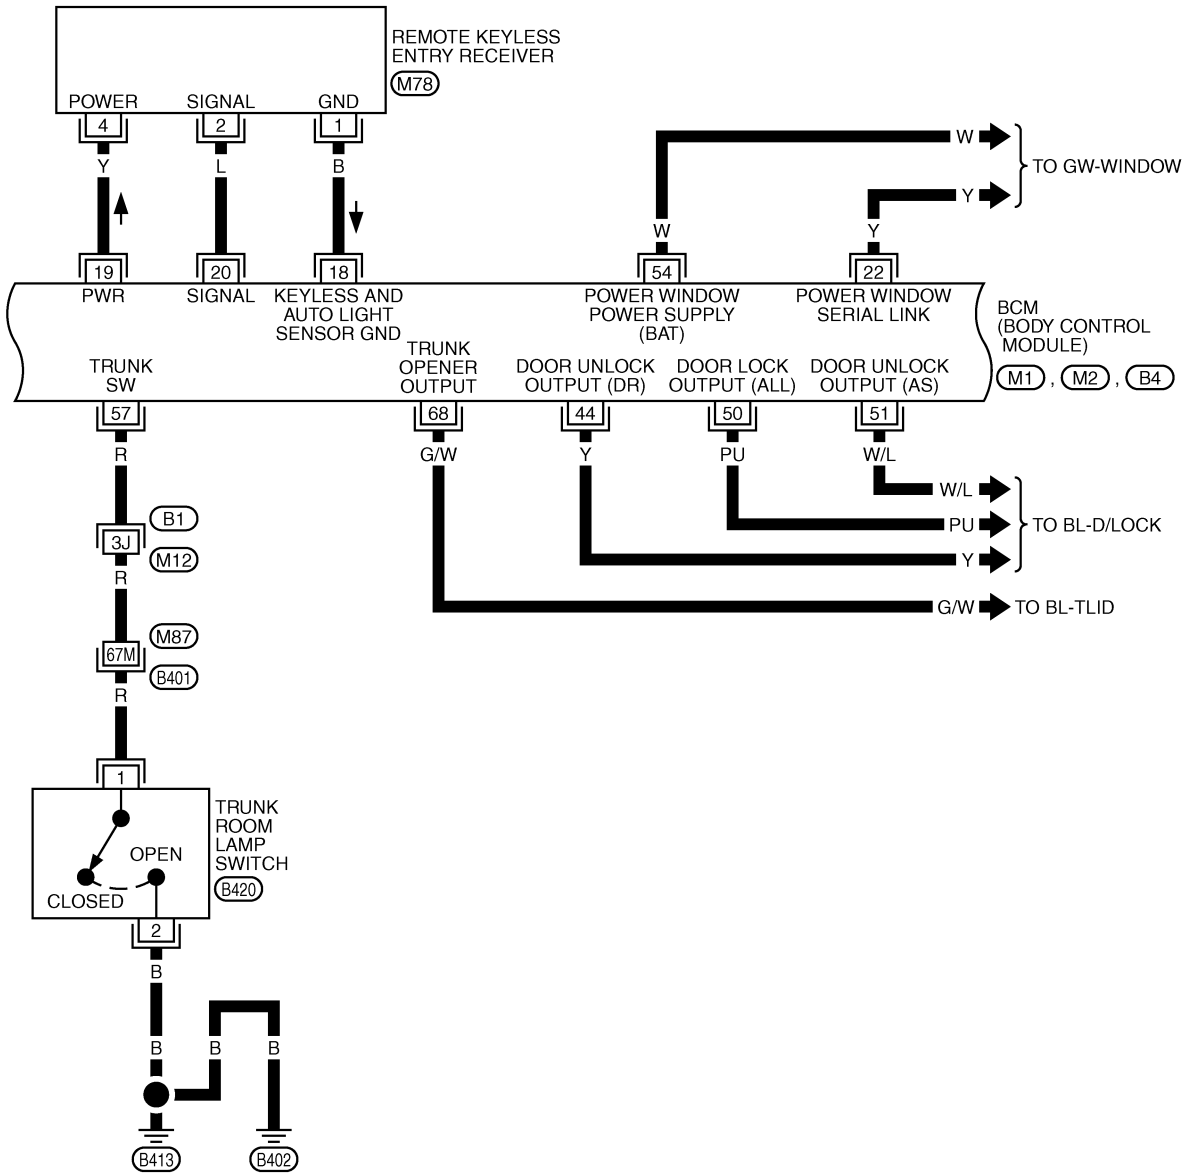 REMOTE KEYLESS
ENTRY RECEIVER
M78
POWER SIGNAL GND
4 2 1
Y L B
W
Y
TO GW-WINDOW
W Y
19 20 18 54 22
PWR SIGNAL KEYLESS AND
AUTO LIGHT
SENSOR GND
POWER WINDOW
POWER SUPPLY
(BAT)
POWER WINDOW
SERIAL LINK
BCM
(BODY CONTROL
MODULE)
M1 , M2 , B4
TRUNK
SW
TRUNK
OPENER
OUTPUT
DOOR UNLOCK
OUTPUT (DR)
DOOR LOCK
OUTPUT (ALL)
DOOR UNLOCK
OUTPUT (AS)
57 68 44 50 51
R G/W Y PU W/L
W/L
PU
Y
TO BL-D/LOCK
G/W TO BL-TLID
B1
3J
M12
R
M87
67M
B401
R
1
TRUNK
ROOM
LAMP
SWITCH
B420
OPEN
CLOSED
2
B
B B B
B413 B402